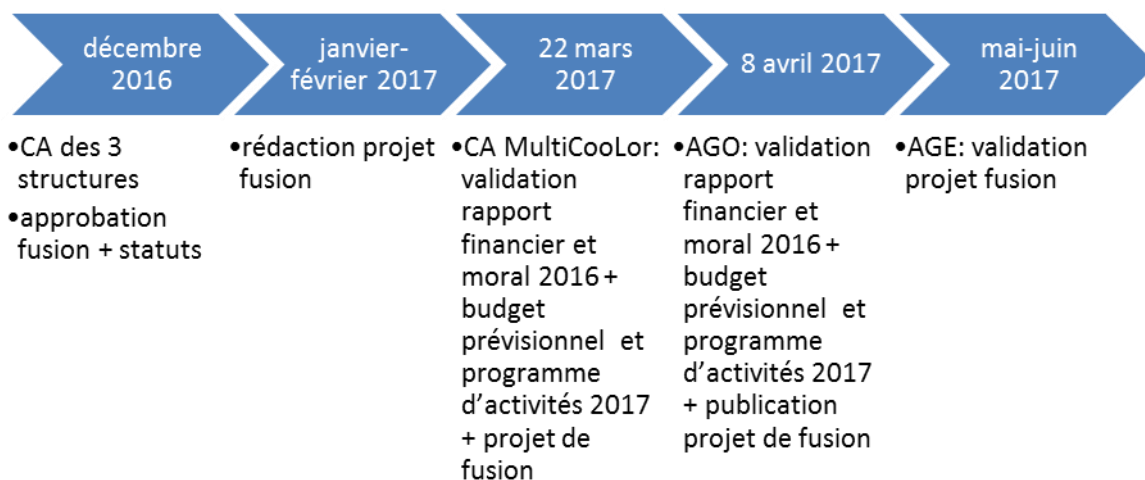 décembre
2016
janvier-
février 2017
22 mars
2017
8 avril 2017
mai-juin
2017
•CA des 3
structures
•approbation
fusion + statuts
•rédaction projet
fusion
•CA MultiCooLor:
validation
rapport
financier et
moral 2016 +
budget
prévisionnel et
programme
d’activités 2017
+ projet de
fusion
•AGO: validation
rapport
financier et
moral 2016 +
budget
prévisionnel et
programme
d’activités 2017
+ publication
projet de fusion
•AGE: validation
projet fusion